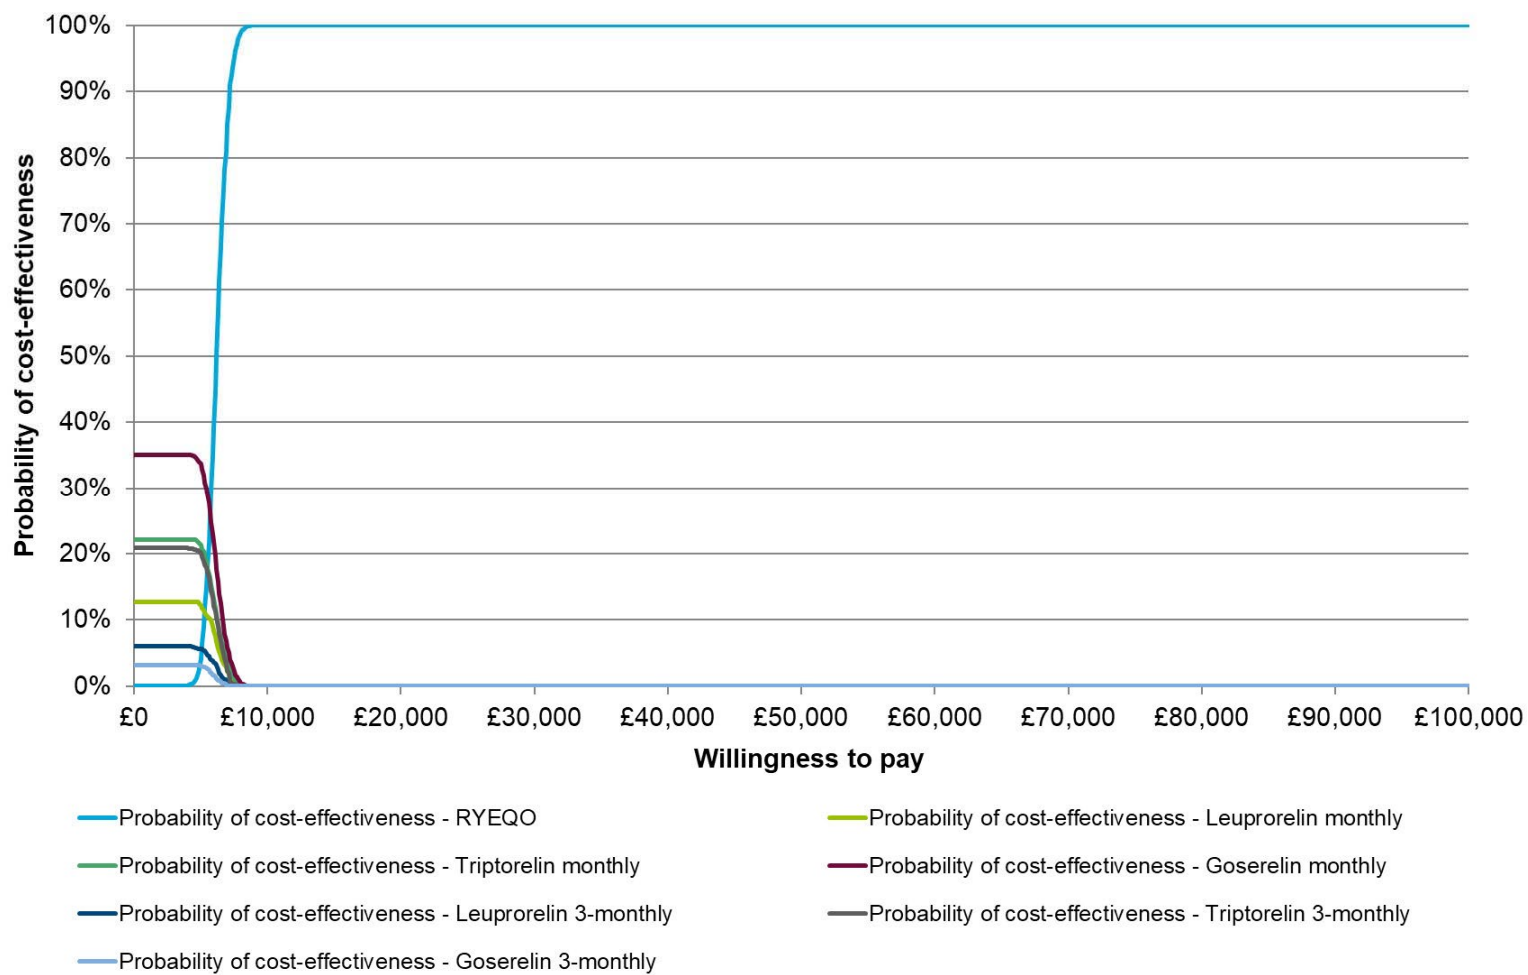 100%
90%
80%
70%
60%
50%
40%
30%
20%
10%
0%
Probability of cost-effectiveness
£0 £10,000 £20,000 £30,000 £40,000 £50,000 £60,000 £70,000 £80,000 £90,000 £100,000
Willingness to pay
Probability of cost-effectiveness - RYEQO
Probability of cost-effectiveness - Leuprorelin monthly
Probability of cost-effectiveness - Triptorelin monthly
Probability of cost-effectiveness - Goserelin monthly
Probability of cost-effectiveness - Leuprorelin 3-monthly
Probability of cost-effectiveness - Triptorelin 3-monthly
Probability of cost-effectiveness - Goserelin 3-monthly